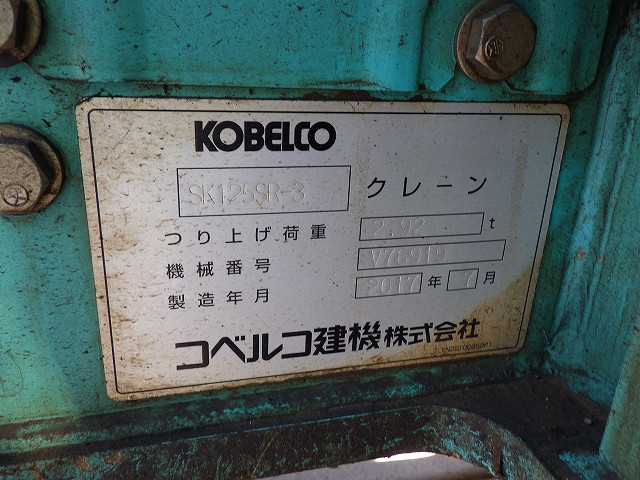 KOBELCO
SK125SR-3 クレーン
つり上げ荷重 2.92 t
機械番号 V76919
製造年月 2017 年 7 月
コベルコ建機株式会社